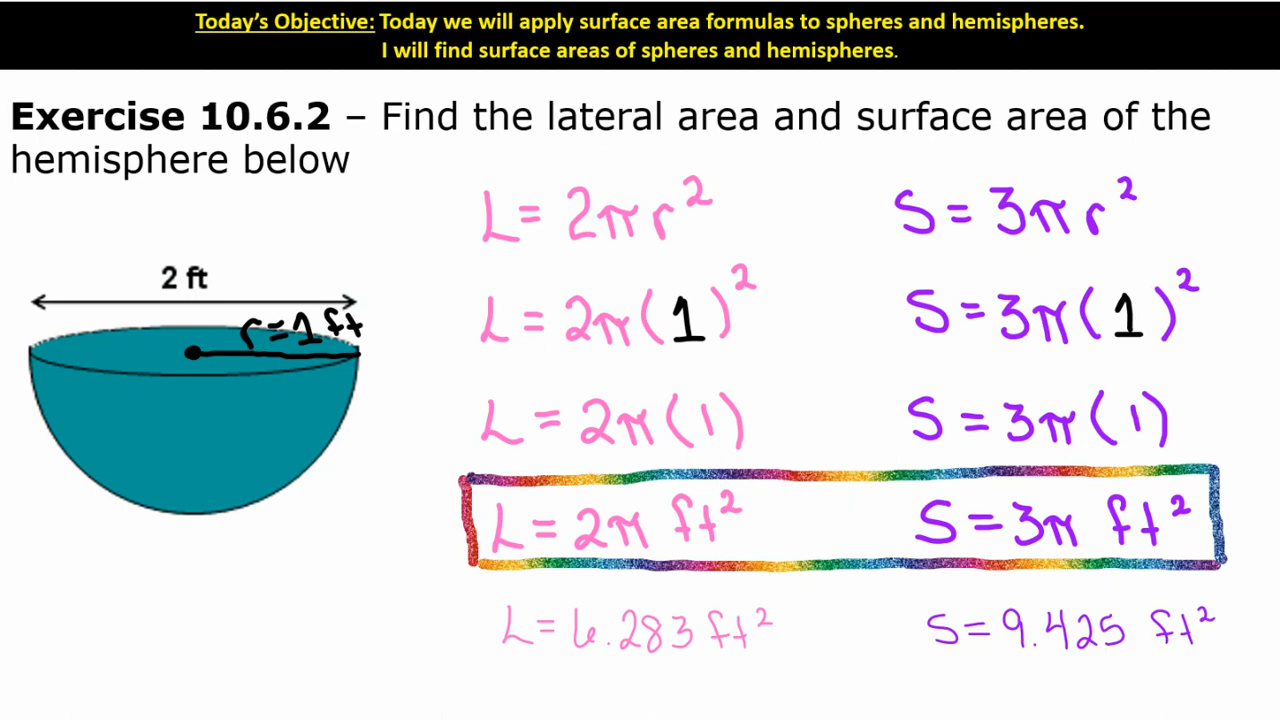 Today's Objective: Today we will apply surface area formulas to spheres and hemispheres.
I will find surface areas of spheres and hemispheres.
Exercise 10.6.2 – Find the lateral area and surface area of the
hemisphere below
2 ft
r=1 ft
L = 2πr²
L = 2π(1)²
L = 2π(1)
L = 2π ft²
L = 6.283 ft²
S = 3πr²
S = 3π(1)²
S = 3π(1)
S = 3π ft²
S = 9.425 ft²